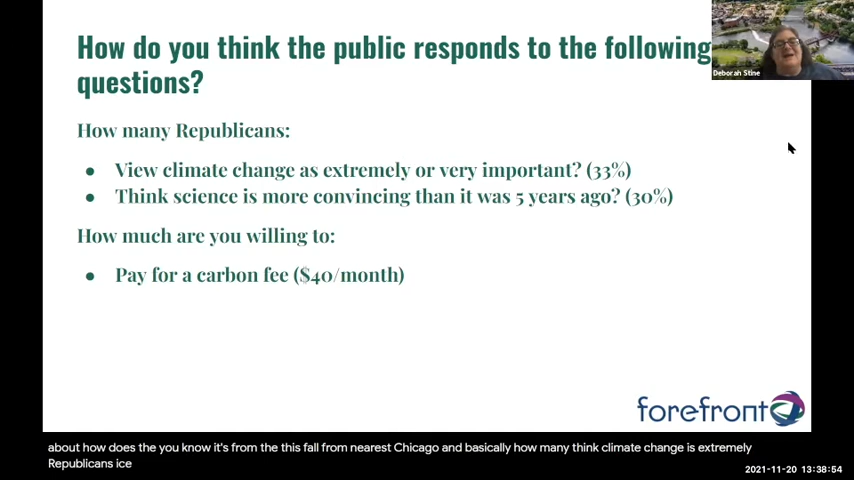 How do you think the public responds to the following
questions?
Deborah Stine
How many Republicans:
● View climate change as extremely or very important? (33%)
● Think science is more convincing than it was 5 years ago? (30%)
How much are you willing to:
● Pay for a carbon fee ($40/month)
forefront
about how does the you know it's from the this fall from nearest Chicago and basically how many think climate change is extremely
Republicans ice
2021-11-20 13:38:54